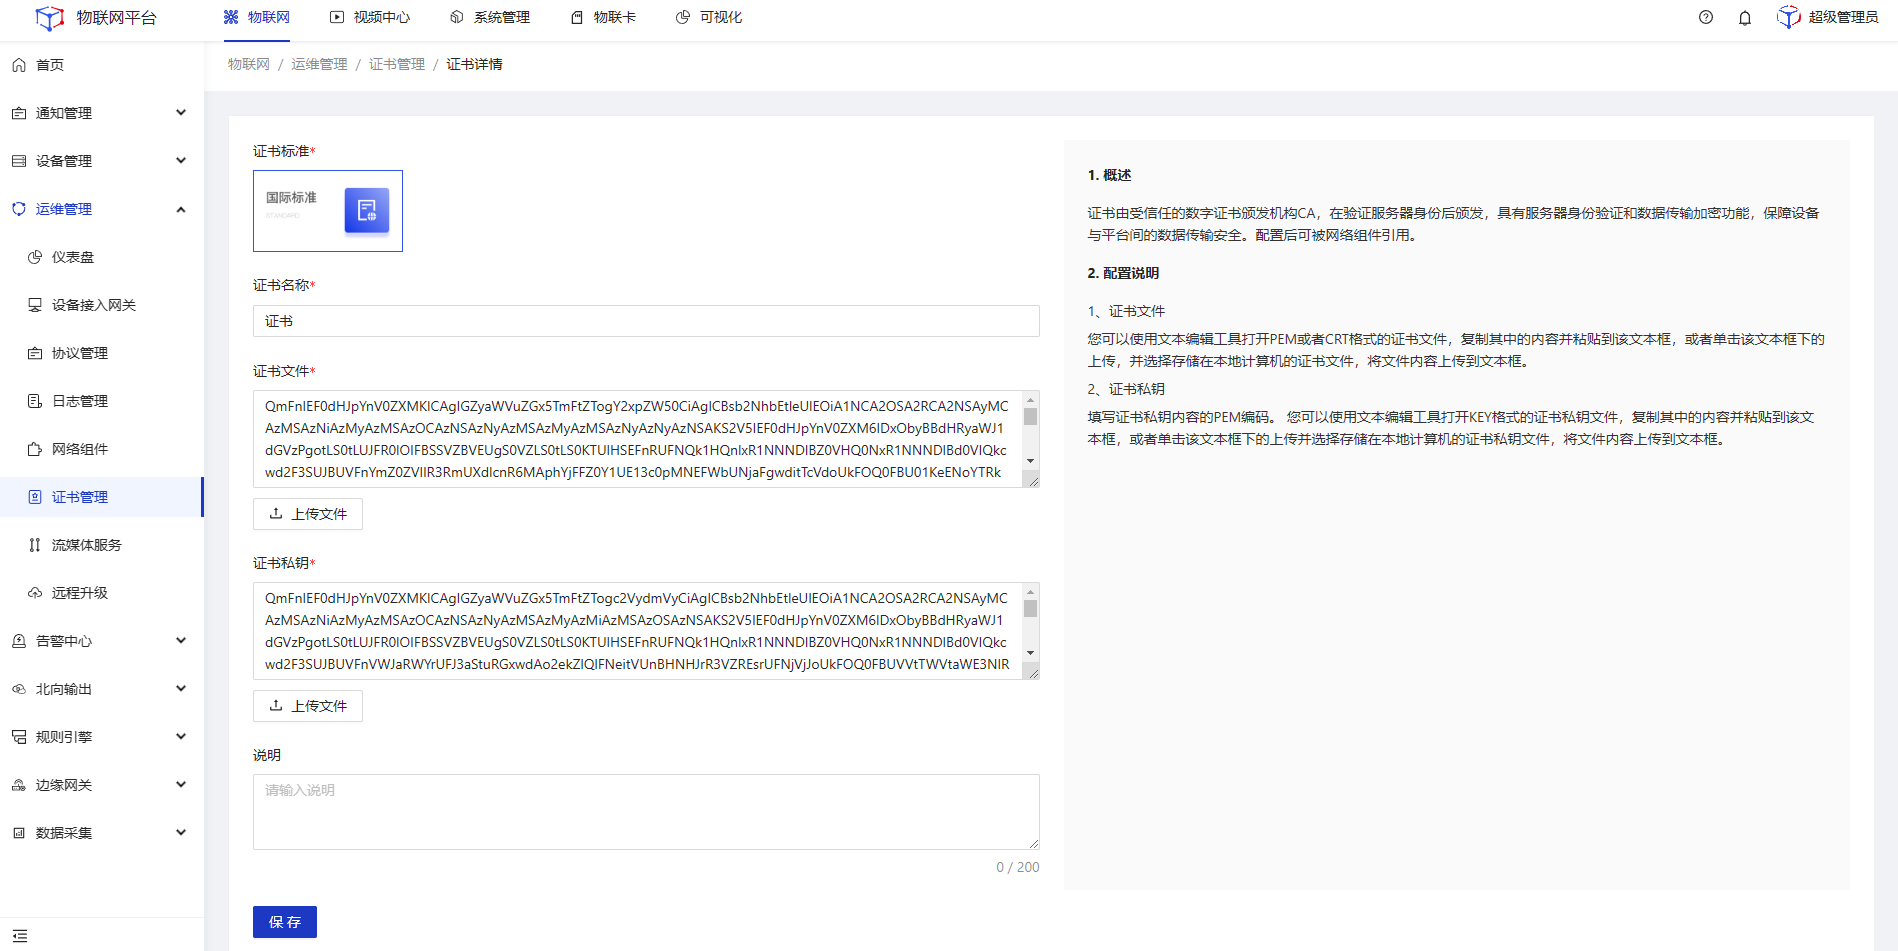 物联网平台
物联网
视频中心
系统管理
物联卡
可视化
超级管理员
首页
通知管理
设备管理
运维管理
仪表盘
设备接入网关
协议管理
日志管理
网络组件
证书管理
流媒体服务
远程升级
告警中心
北向输出
规则引擎
边缘网关
数据采集
物联网 / 运维管理 / 证书管理 / 证书详情
证书标准*
国际标准
STANDARD
证书名称*
证书
证书文件*
QmFnIEF0dHJpYnV0ZXMKICAgIGZyaWVuZGx5TmFtZTogY2xpZW50CiAgICBsb2NhbEtleUlEOiA1NCA2OSA2RCA2NSAyMC
AzMSAzNiAzMyAzMSAzOCAzNSAzNyAzMSAzMyAzMSAzNyAzNyAzNSAKS2V5IEF0dHJpYnV0ZXM6IDxObyBBdHRyaWJ1
dGVzPgotLS0tLUJFR0lOIFBSSVZBVEUgS0VZLS0tLS0KTUlIHSEFnRUFNQk1HQnIxR1NNNDlBZ0VHQ0NxR1NNNDlBd0VIQkc
wd2F3SUJBUVFnYmZ0ZVIIR3RmUXdIcnR6MAphYjFFZ0Y1UE13c0pMNEFWbUNjaFgwditTcVdoUkFOQ0FBU01KeENoYTRk
上传文件
证书私钥*
QmFnIEF0dHJpYnV0ZXMKICAgIGZyaWVuZGx5TmFtZTogc2VydmVyCiAgICBsb2NhbEtleUlEOiA1NCA2OSA2RCA2NSAyMC
AzMSAzNiAzMyAzMSAzOCAzNSAzNyAzMSAzMyAzMiAzMSAzOSAzNSAKS2V5IEF0dHJpYnV0ZXM6IDxObyBBdHRyaWJ1
dGVzPgotLS0tLUJFR0lOIFBSSVZBVEUgS0VZLS0tLS0KTUlIHSEFnRUFNQk1HQnIxR1NNNDlBZ0VHQ0NxR1NNNDlBd0VIQkc
wd2F3SUJBUVFnVWJaRWYrUFJ3aStuRGxwdAo2ekZIQlFNeitVUnBHNHJrR3VZREsrUFNjVjJoUkFOQ0FBUVVtTWVtaWE3NlR
上传文件
说明
请输入说明
0 / 200
保 存
1. 概述
证书由受信任的数字证书颁发机构CA，在验证服务器身份后颁发，具有服务器身份验证和数据传输加密功能，保障设备
与平台间的数据传输安全。配置后可被网络组件引用。
2. 配置说明
1、证书文件
您可以使用文本编辑工具打开PEM或者CRT格式的证书文件，复制其中的内容并粘贴到该文本框，或者单击该文本框下的
上传，并选择存储在本地计算机的证书文件，将文件内容上传到文本框。
2、证书私钥
填写证书私钥内容的PEM编码。 您可以使用文本编辑工具打开KEY格式的证书私钥文件，复制其中的内容并粘贴到该文
本框，或者单击该文本框下的上传并选择存储在本地计算机的证书私钥文件，将文件内容上传到文本框。